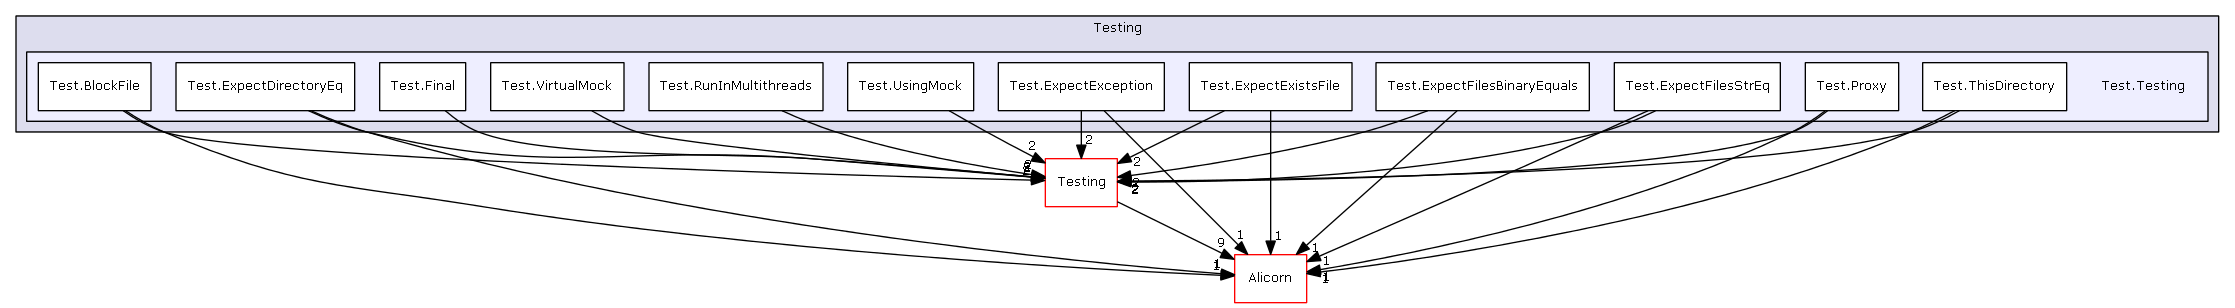 Testing
Test.BlockFile
Test.ExpectDirectoryEq
Test.Final
Test.VirtualMock
Test.RunInMultithreads
Test.UsingMock
Test.ExpectException
Test.ExpectExistsFile
Test.ExpectFilesBinaryEquals
Test.ExpectFilesStrEq
Test.Proxy
Test.ThisDirectory
Test.Testing
2
2
2
Testing
2
9
1
1
1
1
1
1
Alicorn